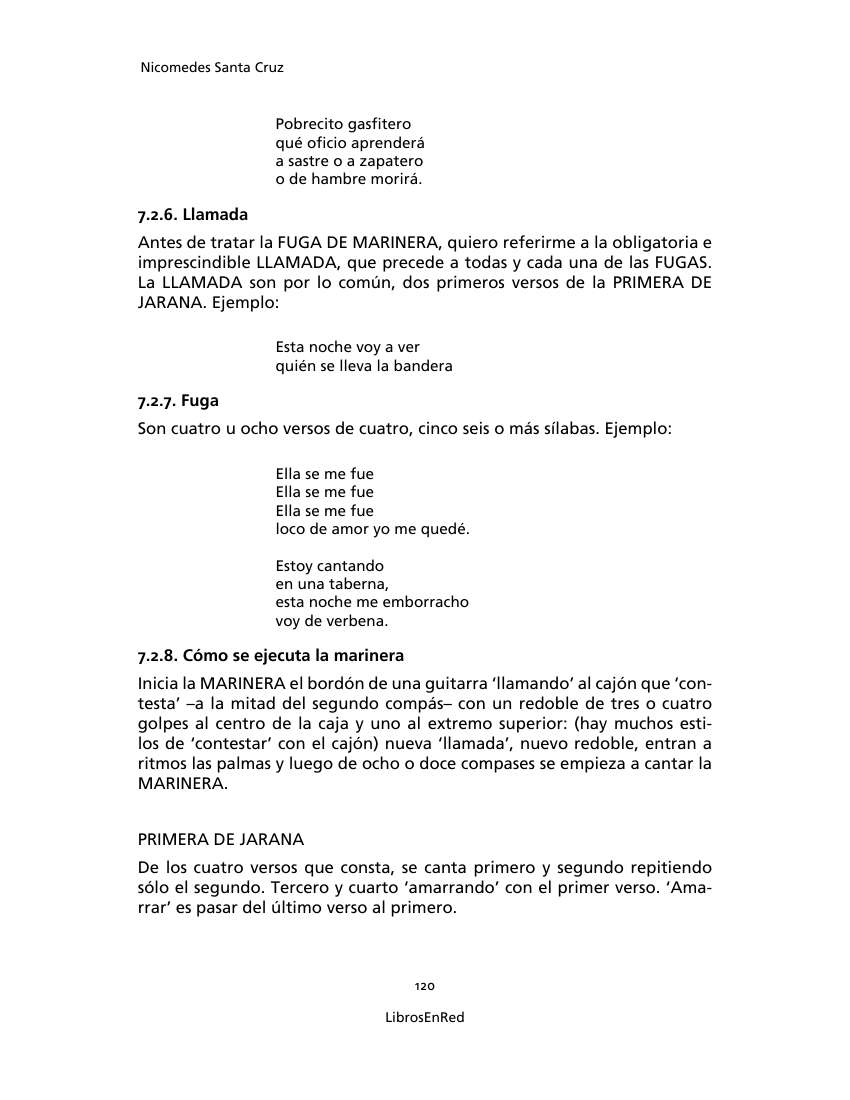 Nicomedes Santa Cruz
Pobrecito gasfitero
qué oficio aprenderá
a sastre o a zapatero
o de hambre morirá.
7.2.6. Llamada
Antes de tratar la FUGA DE MARINERA, quiero referirme a la obligatoria e
imprescindible LLAMADA, que precede a todas y cada una de las FUGAS.
La LLAMADA son por lo común, dos primeros versos de la PRIMERA DE
JARANA. Ejemplo:
Esta noche voy a ver
quién se lleva la bandera
7.2.7. Fuga
Son cuatro u ocho versos de cuatro, cinco seis o más sílabas. Ejemplo:
Ella se me fue
Ella se me fue
Ella se me fue
loco de amor yo me quedé.
Estoy cantando
en una taberna,
esta noche me emborracho
voy de verbena.
7.2.8. Cómo se ejecuta la marinera
Inicia la MARINERA el bordón de una guitarra ‘llamando’ al cajón que ‘con-
testa’ –a la mitad del segundo compás– con un redoble de tres o cuatro
golpes al centro de la caja y uno al extremo superior: (hay muchos esti-
los de ‘contestar’ con el cajón) nueva ‘llamada’, nuevo redoble, entran a
ritmos las palmas y luego de ocho o doce compases se empieza a cantar la
MARINERA.
PRIMERA DE JARANA
De los cuatro versos que consta, se canta primero y segundo repitiendo
sólo el segundo. Tercero y cuarto ‘amarrando’ con el primer verso. ‘Ama-
rrar’ es pasar del último verso al primero.
120
LibrosEnRed